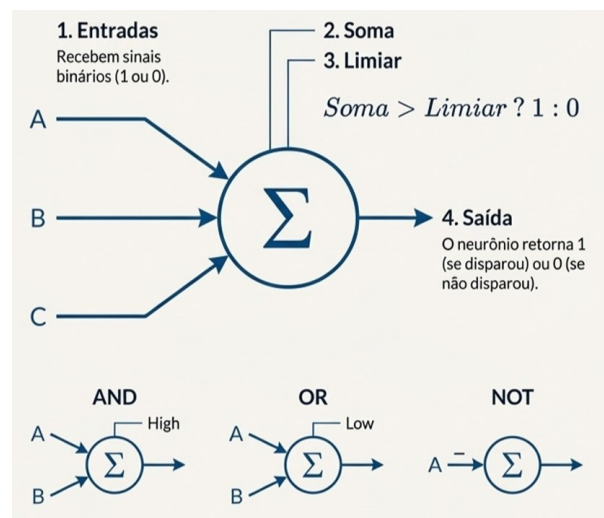 1. Entradas
Recebem sinais
binários (1 ou 0).
2. Soma
3. Limiar
Soma > Limiar ? 1 : 0
A
B
C
Σ
4. Saída
O neurônio retorna 1
(se disparou) ou 0 (se
não disparou).
AND
A
B
High
Σ
OR
A
B
Low
Σ
NOT
A
−
Σ